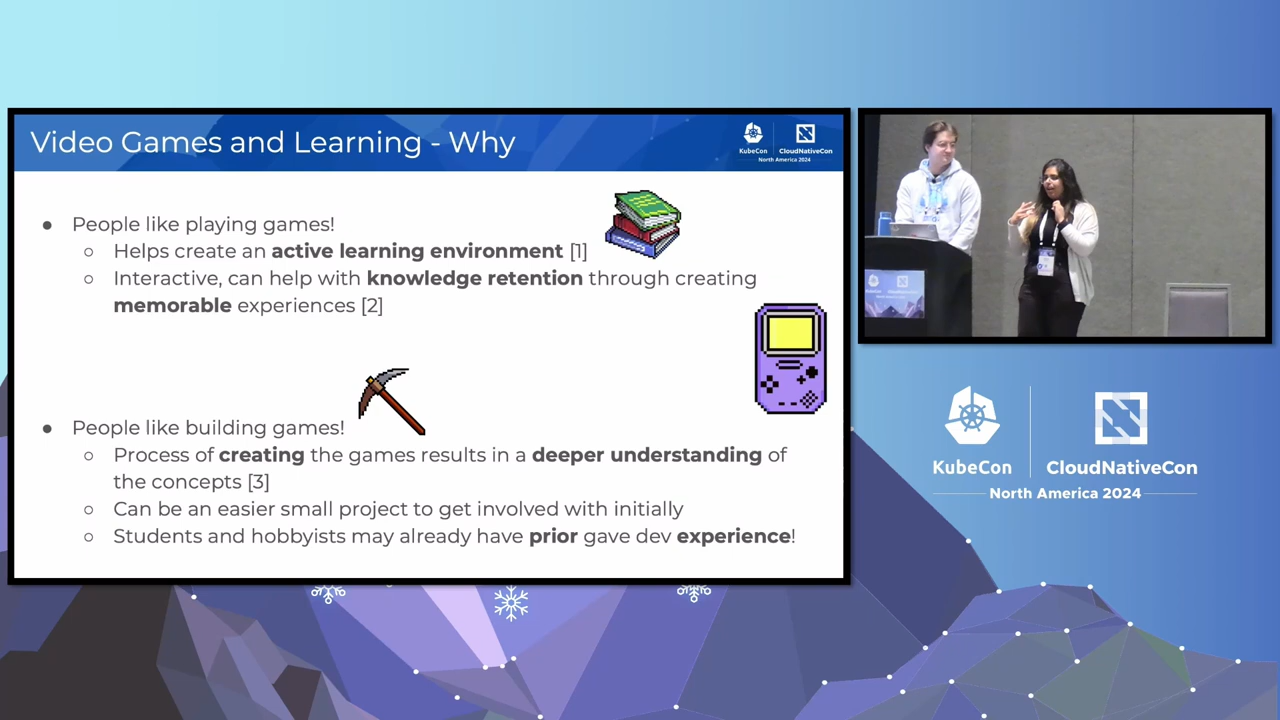 Video Games and Learning - Why
KubeCon
CloudNativeCon
North America 2024
● People like playing games!
○ Helps create an active learning environment [1]
○ Interactive, can help with knowledge retention through creating
memorable experiences [2]
● People like building games!
○ Process of creating the games results in a deeper understanding of
the concepts [3]
○ Can be an easier small project to get involved with initially
○ Students and hobbyists may already have prior gave dev experience!
KubeCon
CloudNativeCon
North America 2024